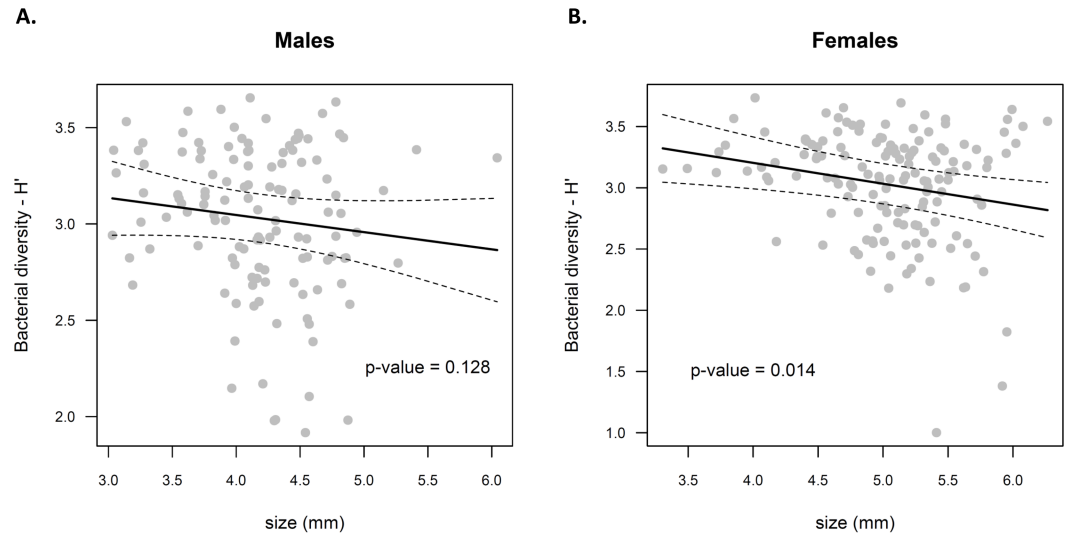 A.
Males
Bacterial diversity - H'
3.5
3.0
2.5
2.0
p-value = 0.128
3.0 3.5 4.0 4.5 5.0 5.5 6.0
size (mm)
B.
Females
Bacterial diversity - H'
3.5
3.0
2.5
2.0
1.5
1.0
p-value = 0.014
3.5 4.0 4.5 5.0 5.5 6.0
size (mm)